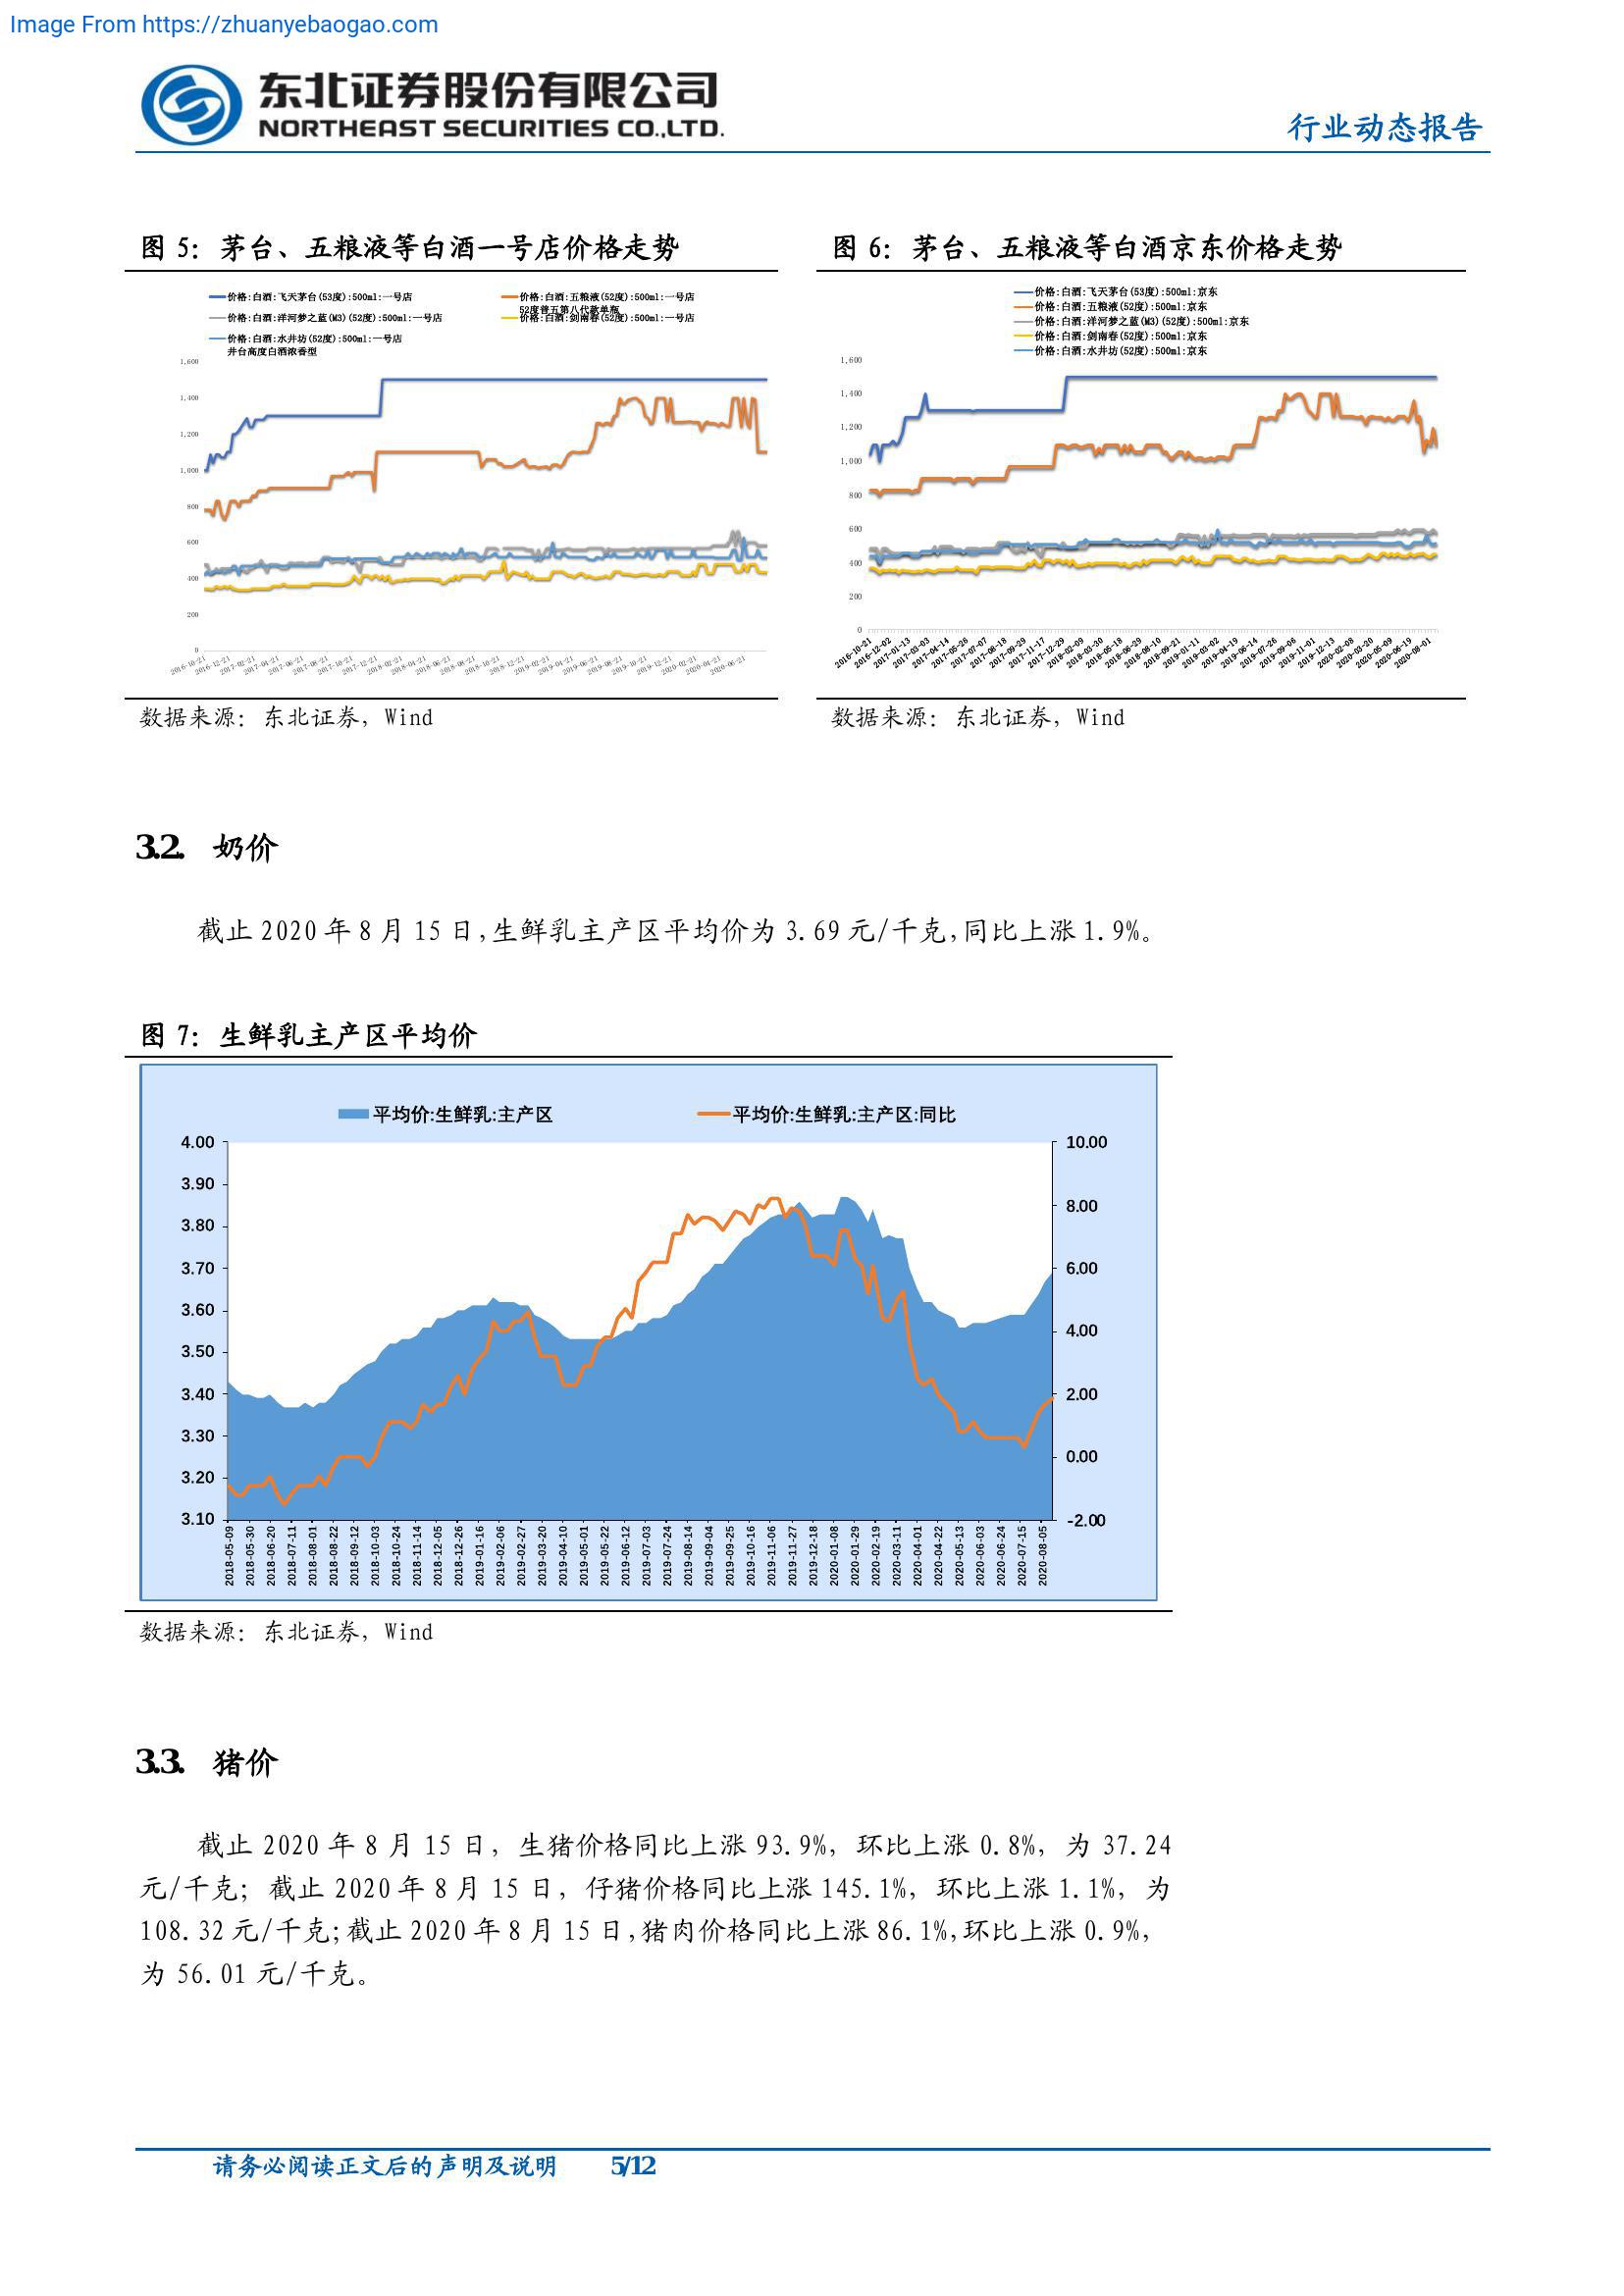 Image From https://zhuanyebaogao.com
东北证券股份有限公司
NORTHEAST SECURITIES CO.,LTD.
行业动态报告
图 5：茅台、五粮液等白酒一号店价格走势
价格:白酒:飞天茅台(53度):500ml:一号店
价格:白酒:五粮液(52度):500ml:一号店
52度普五第八代款单瓶
价格:白酒:洋河梦之蓝(M3)(52度):500ml:一号店
价格:白酒:剑南春(52度):500ml:一号店
价格:白酒:水井坊(52度):500ml:一号店
井台高度白酒浓香型
1,600
1,400
1,200
1,000
800
600
400
200
0
2016-10-21 2016-12-21 2017-02-21 2017-04-21 2017-06-21 2017-08-21 2017-10-21 2017-12-21 2018-02-21 2018-04-21 2018-06-21 2018-08-21 2018-10-21 2018-12-21 2019-02-21 2019-04-21 2019-06-21 2019-08-21 2019-10-21 2019-12-21 2020-02-21 2020-04-21 2020-06-21
数据来源：东北证券，Wind
图 6：茅台、五粮液等白酒京东价格走势
价格:白酒:飞天茅台(53度):500ml:京东
价格:白酒:五粮液(52度):500ml:京东
价格:白酒:洋河梦之蓝(M3)(52度):500ml:京东
价格:白酒:剑南春(52度):500ml:京东
价格:白酒:水井坊(52度):500ml:京东
1,600
1,400
1,200
1,000
800
600
400
200
0
2016-10-21 2016-12-02 2017-01-13 2017-03-03 2017-04-14 2017-05-26 2017-07-07 2017-08-18 2017-09-29 2017-11-17 2017-12-29 2018-02-09 2018-03-30 2018-05-18 2018-06-29 2018-08-10 2018-09-21 2019-01-11 2019-03-02 2019-04-19 2019-06-14 2019-07-26 2019-09-06 2019-11-01 2019-12-13 2020-02-08 2020-03-20 2020-05-09 2020-06-19 2020-08-01
数据来源：东北证券，Wind
3.2. 奶价
截止 2020 年 8 月 15 日，生鲜乳主产区平均价为 3.69 元/千克，同比上涨 1.9%。
图 7：生鲜乳主产区平均价
平均价:生鲜乳:主产区
平均价:生鲜乳:主产区:同比
4.00 10.00
3.90
3.80 8.00
3.70 6.00
3.60
3.50 4.00
3.40 2.00
3.30 0.00
3.20
3.10 -2.00
2018-05-09 2018-05-30 2018-06-20 2018-07-11 2018-08-01 2018-08-22 2018-09-12 2018-10-03 2018-10-24 2018-11-14 2018-12-05 2018-12-26 2019-01-16 2019-02-06 2019-02-27 2019-03-20 2019-04-10 2019-05-01 2019-05-22 2019-06-12 2019-07-03 2019-07-24 2019-08-14 2019-09-04 2019-09-25 2019-10-16 2019-11-06 2019-11-27 2019-12-18 2020-01-08 2020-01-29 2020-02-19 2020-03-11 2020-04-01 2020-04-22 2020-05-13 2020-06-03 2020-06-24 2020-07-15 2020-08-05
数据来源：东北证券，Wind
3.3. 猪价
截止 2020 年 8 月 15 日，生猪价格同比上涨 93.9%，环比上涨 0.8%，为 37.24
元/千克；截止 2020 年 8 月 15 日，仔猪价格同比上涨 145.1%，环比上涨 1.1%，为
108.32 元/千克；截止 2020 年 8 月 15 日，猪肉价格同比上涨 86.1%，环比上涨 0.9%，
为 56.01 元/千克。
请务必阅读正文后的声明及说明 5/12